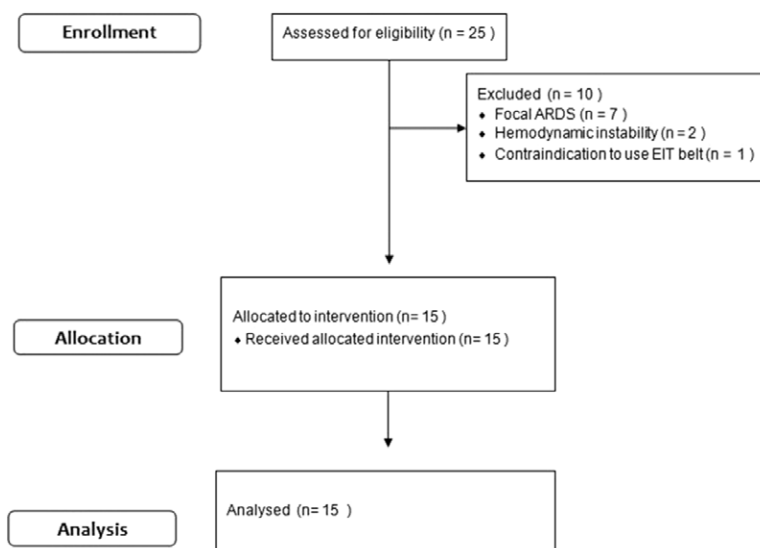 Enrollment
Assessed for eligibility (n = 25 )
Excluded (n = 10 )
♦ Focal ARDS (n = 7 )
♦ Hemodynamic instability (n = 2 )
♦ Contraindication to use EIT belt (n = 1 )
Allocation
Allocated to intervention (n= 15 )
♦ Received allocated intervention (n= 15 )
Analysis
Analysed (n= 15 )